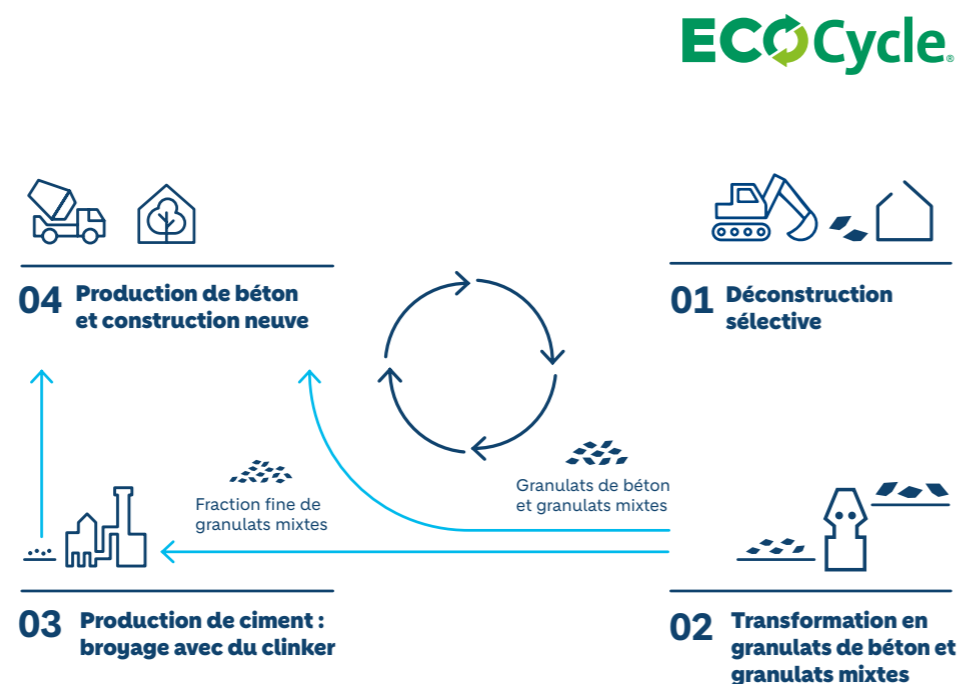 ECOCycle®
04 Production de béton
et construction neuve
01 Déconstruction
sélective
Fraction fine de
granulats mixtes
Granulats de béton
et granulats mixtes
03 Production de ciment :
broyage avec du clinker
02 Transformation en
granulats de béton et
granulats mixtes